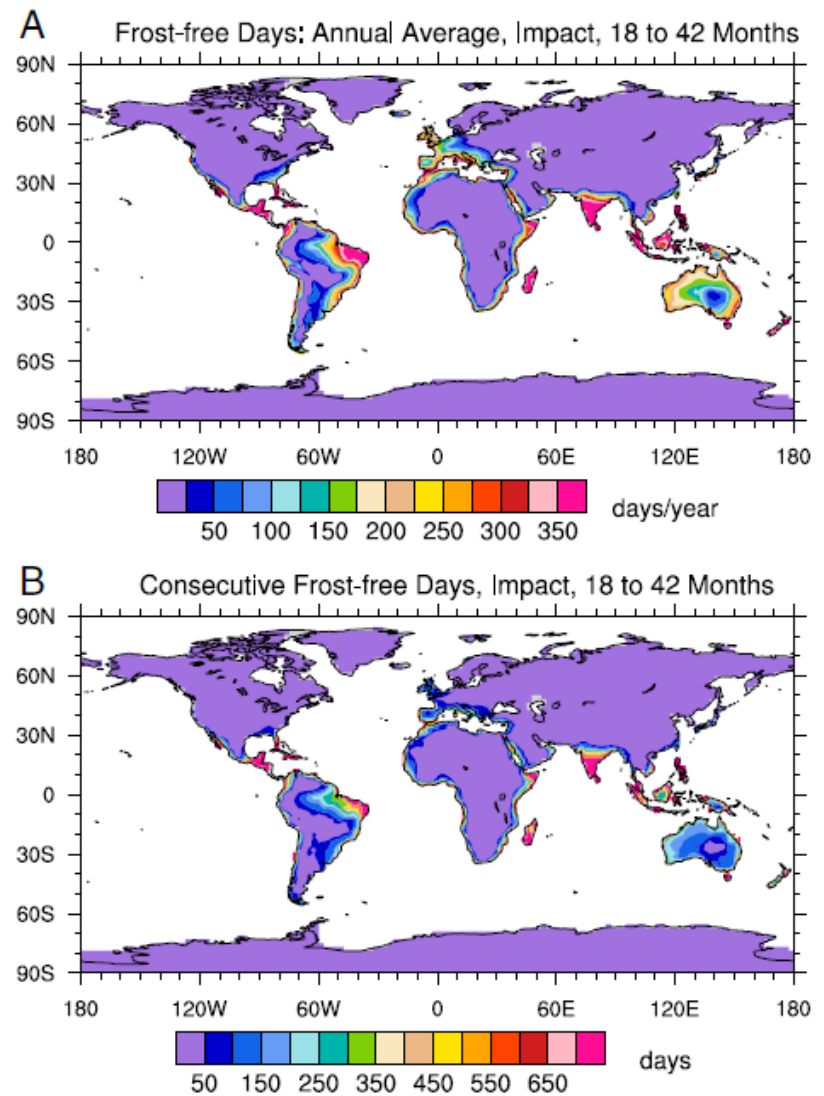 A
Frost-free Days: Annual Average, Impact, 18 to 42 Months
90N
60N
30N
0
30S
60S
90S
180 120W 60W 0 60E 120E 180
50 100 150 200 250 300 350
days/year
B
Consecutive Frost-free Days, Impact, 18 to 42 Months
90N
60N
30N
0
30S
60S
90S
180 120W 60W 0 60E 120E 180
50 150 250 350 450 550 650
days